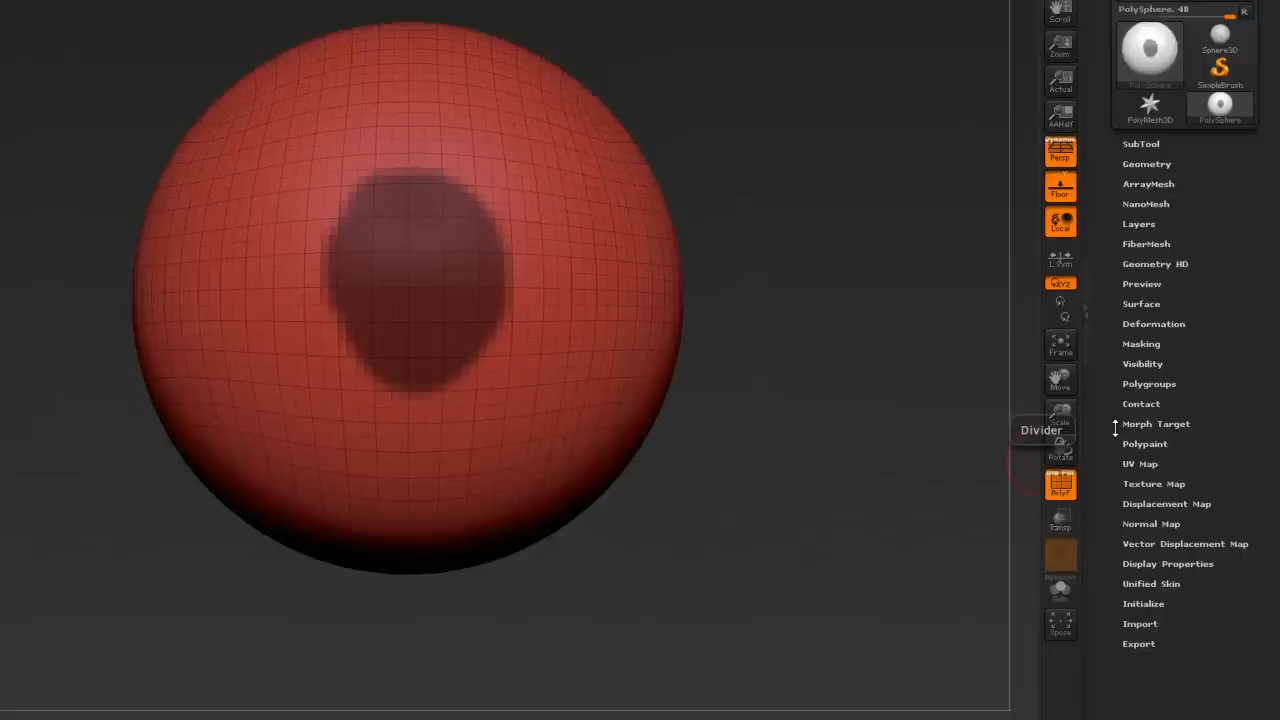 PolySphere. 48
R
Scroll
Sphere3D
Zoom
PolySphere
SimpleBrush
Actual
PolyMesh3D
PolySphere
AAHalf
SubTool
Persp
Geometry
ArrayMesh
Floor
NanoMesh
Layers
Local
FiberMesh
L.Sym
Geometry HD
XYZ
Preview
Surface
Deformation
Frame
Masking
Visibility
Move
Polygroups
Contact
Scale
Morph Target
Divider
Polypaint
Rotate
UV Map
Texture Map
PolyF
Displacement Map
Transp
Normal Map
Vector Displacement Map
Display Properties
Unified Skin
Solo
Initialize
Import
Xpose
Export